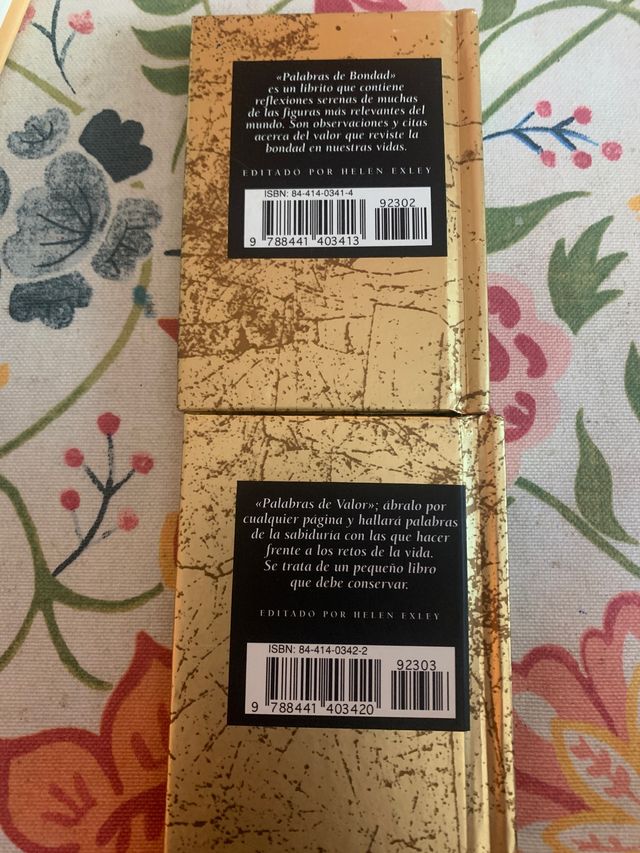 «Palabras de Bondad»
es un librito que contiene
reflexiones serenas de muchas
de las figuras más relevantes del
mundo. Son observaciones y citas
acerca del valor que reviste la
bondad en nuestras vidas.
EDITADO POR HELEN EXLEY
ISBN: 84-414-0341-4
92302
9 788441 403413
«Palabras de Valor»; ábralo por
cualquier página y hallará palabras
de la sabiduría con las que hacer
frente a los retos de la vida.
Se trata de un pequeño libro
que debe conservar.
EDITADO POR HELEN EXLEY
ISBN: 84-414-0342-2
92303
9 788441 403420